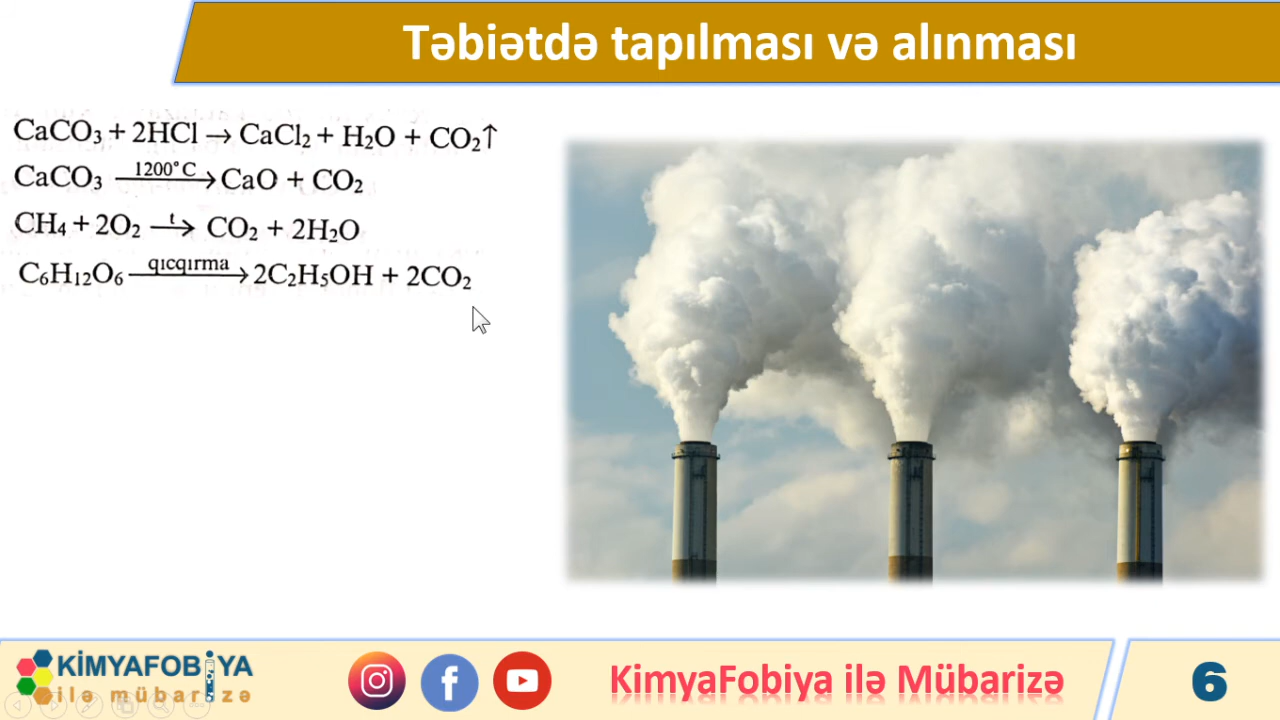 Təbiətdə tapılması və alınması
CaCO₃ + 2HCl → CaCl₂ + H₂O + CO₂↑
CaCO₃ 1200°C→ CaO + CO₂
CH₄ + 2O₂ t→ CO₂ + 2H₂O
C₆H₁₂O₆ qıcqırma→ 2C₂H₅OH + 2CO₂
KİMYAFOBİYA
ilə mübarizə
KimyaFobiya ilə Mübarizə
6